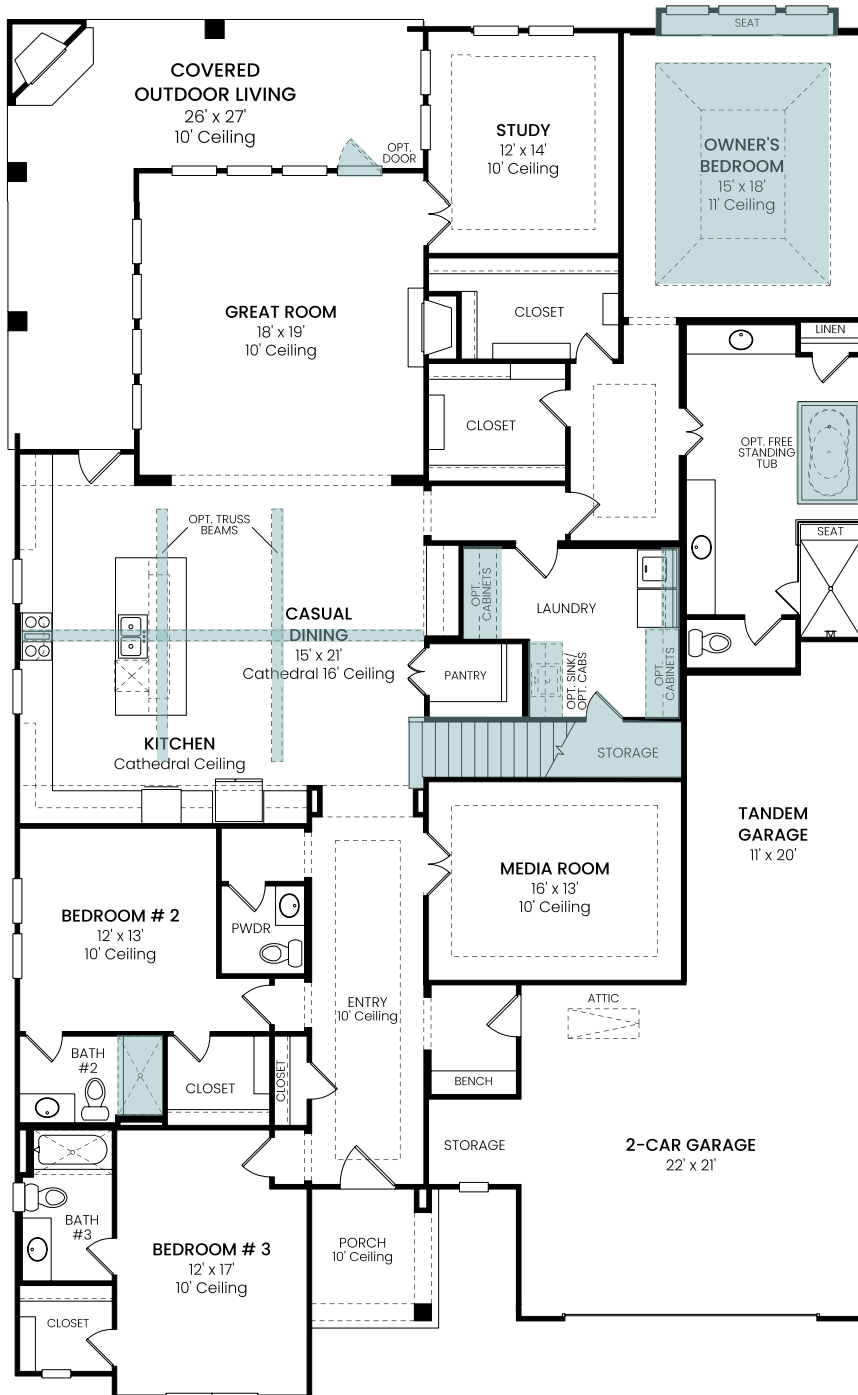 SEAT
COVERED
OUTDOOR LIVING
26' x 27'
10' Ceiling
OPT.
DOOR
STUDY
12' x 14'
10' Ceiling
OWNER'S
BEDROOM
15' x 18'
11' Ceiling
GREAT ROOM
18' x 19'
10' Ceiling
CLOSET
LINEN
CLOSET
OPT. FREE
STANDING
TUB
OPT. TRUSS
BEAMS
SEAT
OPT.
CABINETS
LAUNDRY
CASUAL
DINING
15' x 21'
Cathedral 16' Ceiling
PANTRY
OPT. SINK/
OPT. CABS
OPT.
CABINETS
KITCHEN
Cathedral Ceiling
STORAGE
TANDEM
GARAGE
11' x 20'
MEDIA ROOM
16' x 13'
10' Ceiling
BEDROOM # 2
12' x 13'
10' Ceiling
PWDR
ENTRY
10' Ceiling
ATTIC
BATH
#2
CLOSET
CLOSET
BENCH
STORAGE
2-CAR GARAGE
22' x 21'
BATH
#3
BEDROOM # 3
12' x 17'
10' Ceiling
PORCH
10' Ceiling
CLOSET